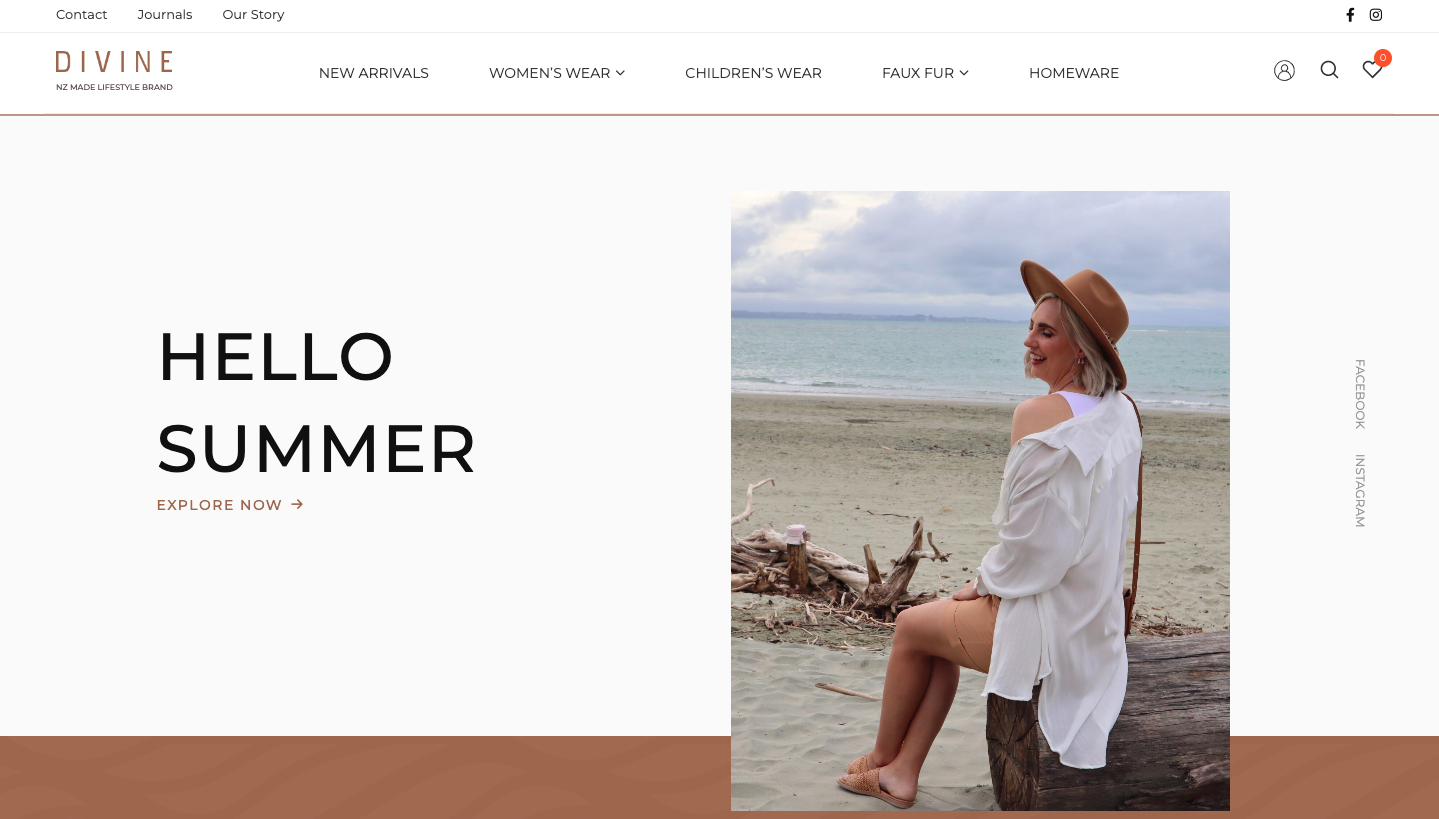 Contact Journals Our Story
DIVINE
NZ MADE LIFESTYLE BRAND
NEW ARRIVALS WOMEN'S WEAR CHILDREN'S WEAR FAUX FUR HOMEWARE
0
HELLO
SUMMER
EXPLORE NOW →
FACEBOOK
INSTAGRAM